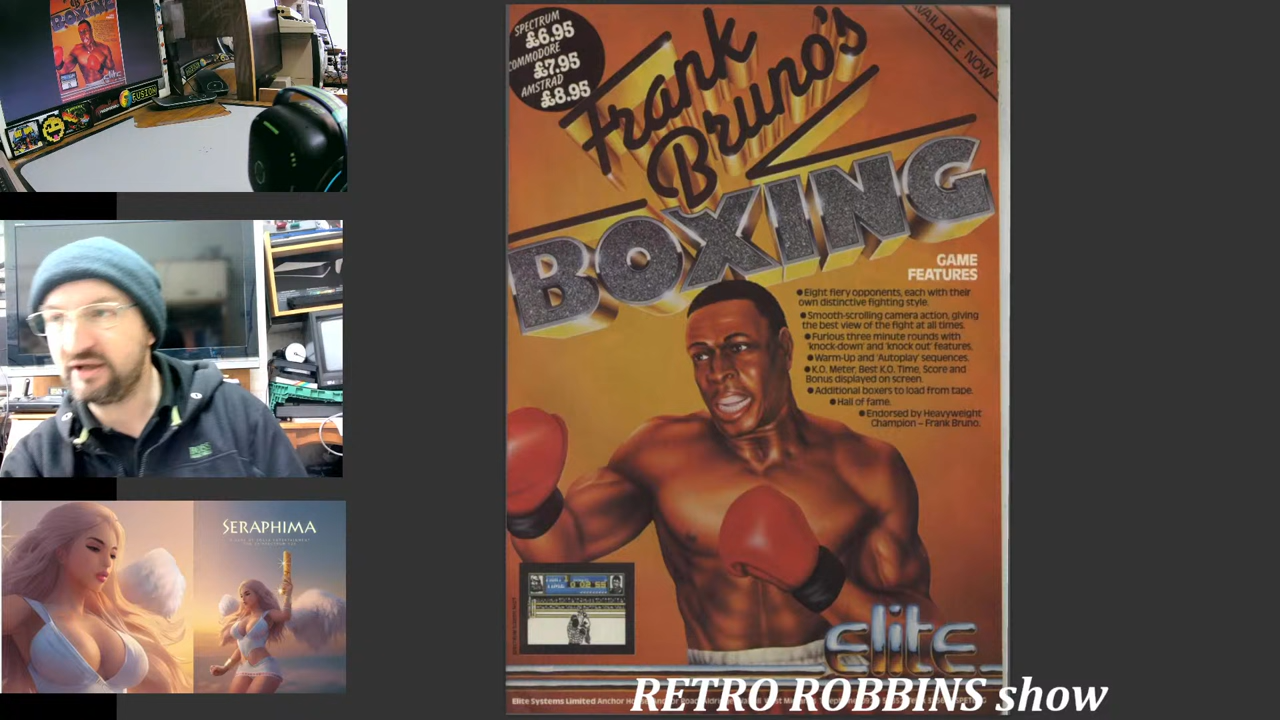 SPECTRUM
£6.95
COMMODORE
£7.95
AMSTRAD
£8.95
Frank
Bruno's
BOXING
AVAILABLE NOW
GAME
FEATURES
● Eight fiery opponents, each with their
own distinctive fighting style.
● Smooth-scrolling camera action, giving
the best view of the fight at all times.
● Furious three minute rounds with
'knock-down' and 'knock out' features.
● Warm-Up and 'Autoplay' sequences.
● K.O. Meter, Best K.O. Time, Score and
Bonus displayed on screen.
● Additional boxers to load from tape.
● Hall of fame.
● Endorsed by Heavyweight
Champion – Frank Bruno.
elite
Elite Systems Limited Anchor
RETRO ROBBINS show
BOXING
FUSION
SERAPHIMA